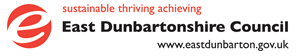 sustainable thriving achieving
East Dunbartonshire Council
www.eastdunbarton.gov.uk